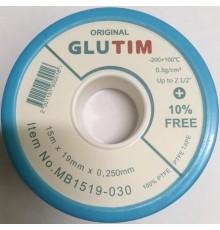 ORIGINAL
GLUTIM
-200+100°C
0.3g/cm³
Up to 2 1/2"
+
10%
FREE
15m x 19mm x 0,250mm
Item No.MB1519-030
100% PTFE TAPE